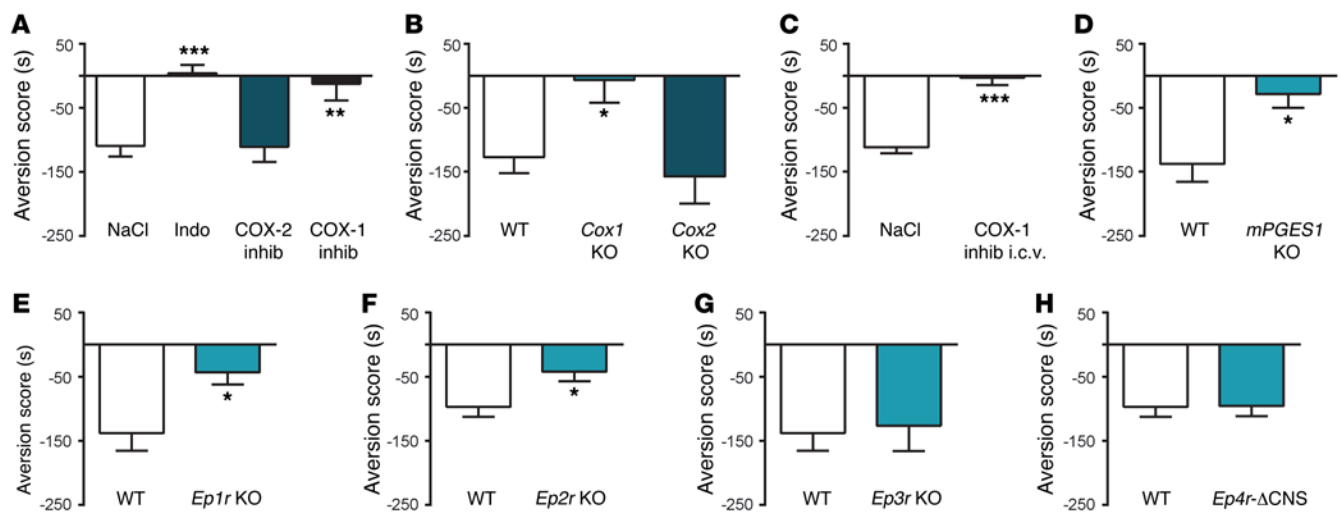 A
Aversion score (s)
50
-50
-150
-250
***
**
NaCl
Indo
COX-2
inhib
COX-1
inhib
B
Aversion score (s)
50
-50
-150
-250
*
WT
Cox1
KO
Cox2
KO
C
Aversion score (s)
50
-50
-150
-250
***
NaCl
COX-1
inhib i.c.v.
D
Aversion score (s)
50
-50
-150
-250
*
WT
mPGES1
KO
E
Aversion score (s)
50
-50
-150
-250
*
WT
Ep1r KO
F
Aversion score (s)
50
-50
-150
-250
*
WT
Ep2r KO
G
Aversion score (s)
50
-50
-150
-250
WT
Ep3r KO
H
Aversion score (s)
50
-50
-150
-250
WT
Ep4r-ΔCNS